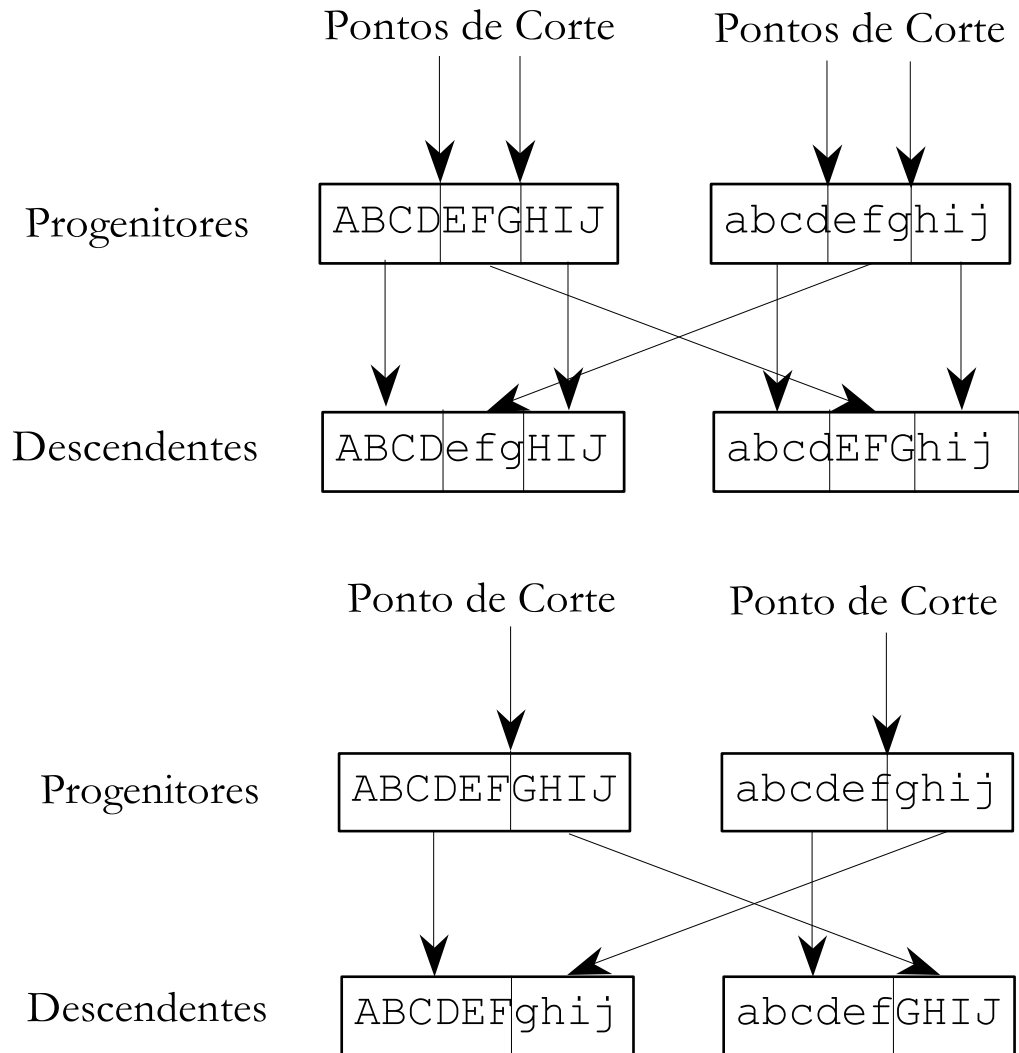 Pontos de Corte Pontos de Corte
Progenitores ABCDEFGHIJ abcdefghij
Descendentes ABCDefgHIJ abcdEFGhij
Ponto de Corte Ponto de Corte
Progenitores ABCDEFGHIJ abcdefghij
Descendentes ABCDEFghij abcdefGHIJ